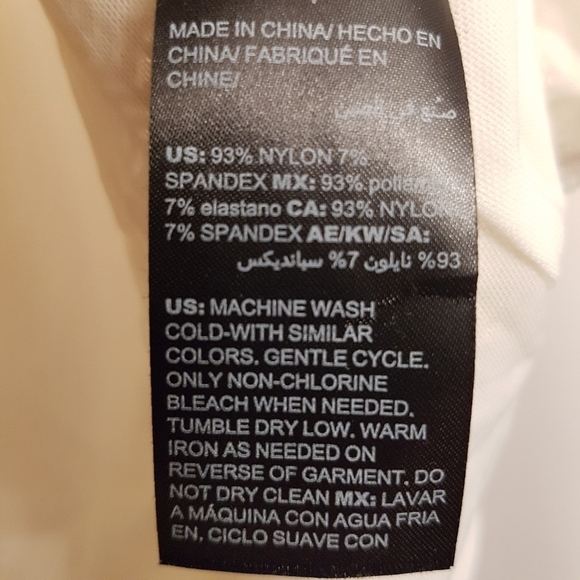 MADE IN CHINA/ HECHO EN
CHINA/ FABRIQUÉ EN
CHINE/
صنع في الصين
US: 93% NYLON 7%
SPANDEX MX: 93%
7% elastano CA: 93% NYLON
7% SPANDEX AE/KW/SA:
93% نايلون 7% سبانديكس
US: MACHINE WASH
COLD-WITH SIMILAR
COLORS. GENTLE CYCLE.
ONLY NON-CHLORINE
BLEACH WHEN NEEDED.
TUMBLE DRY LOW. WARM
IRON AS NEEDED ON
REVERSE OF GARMENT. DO
NOT DRY CLEAN MX: LAVAR
A MÁQUINA CON AGUA FRIA
EN, CICLO SUAVE CON